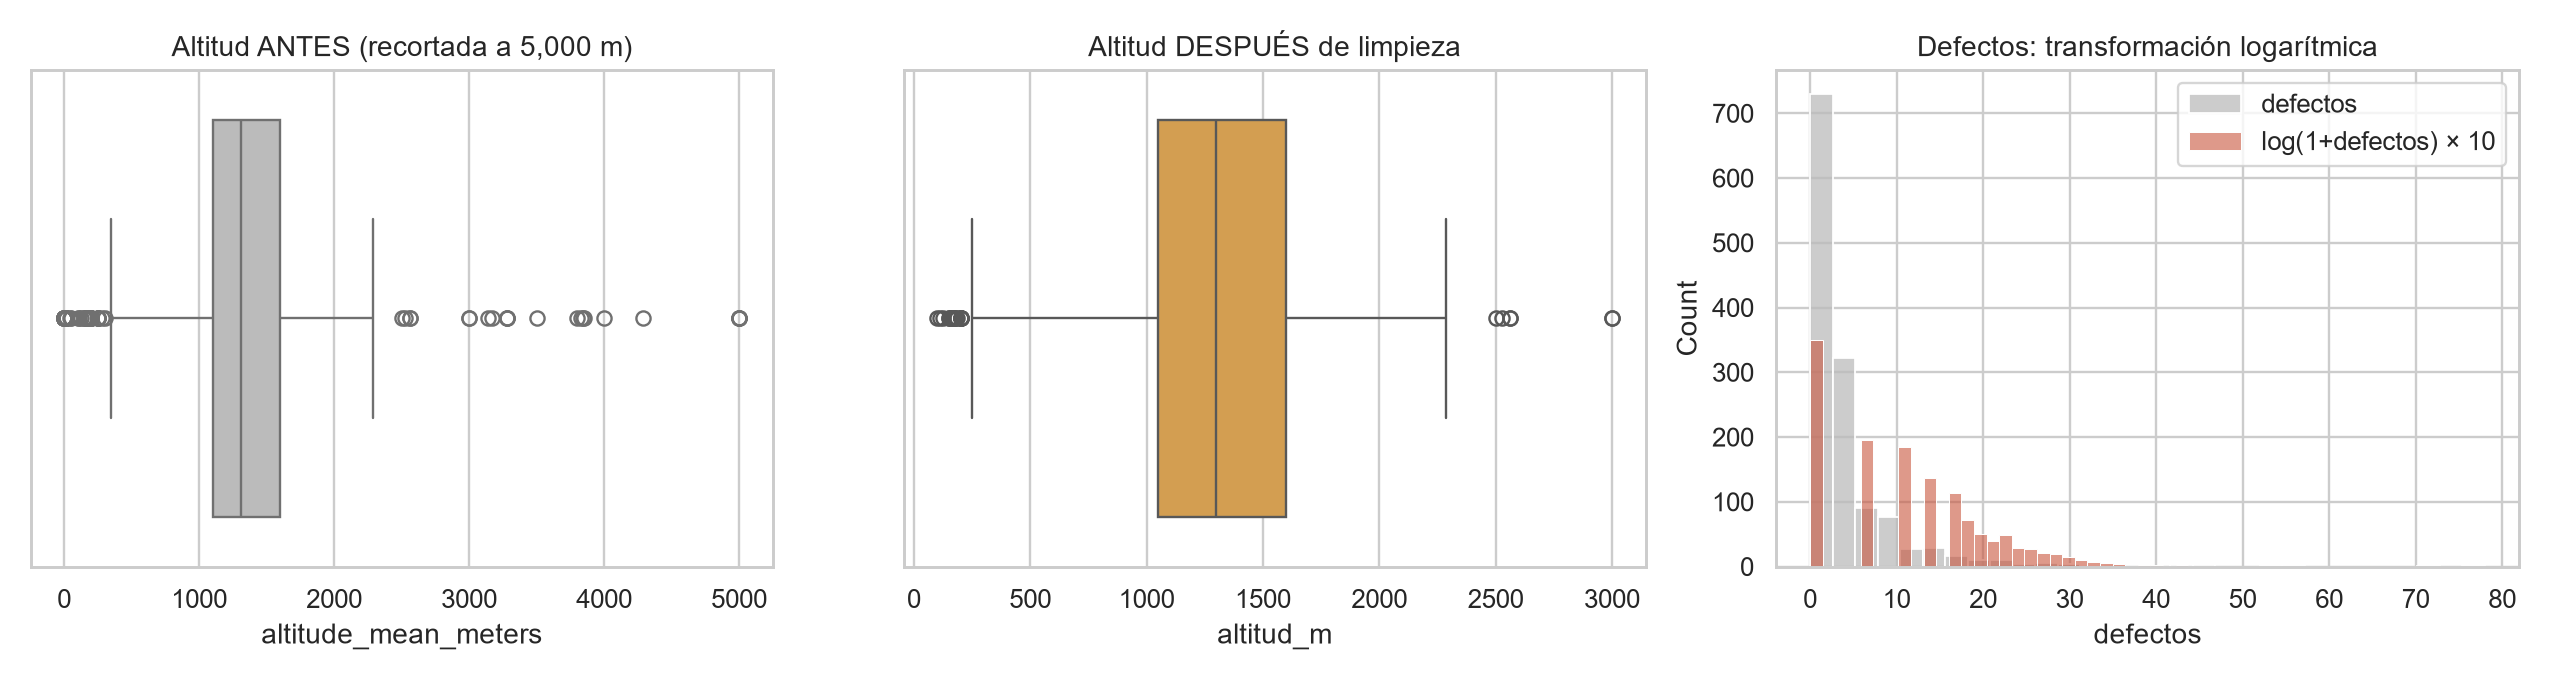 Altitud ANTES (recortada a 5,000 m)
0 1000 2000 3000 4000 5000
altitude_mean_meters
Altitud DESPUÉS de limpieza
0 500 1000 1500 2000 2500 3000
altitud_m
Defectos: transformación logarítmica
defectos
log(1+defectos) × 10
Count
700
600
500
400
300
200
100
0
0 10 20 30 40 50 60 70 80
defectos